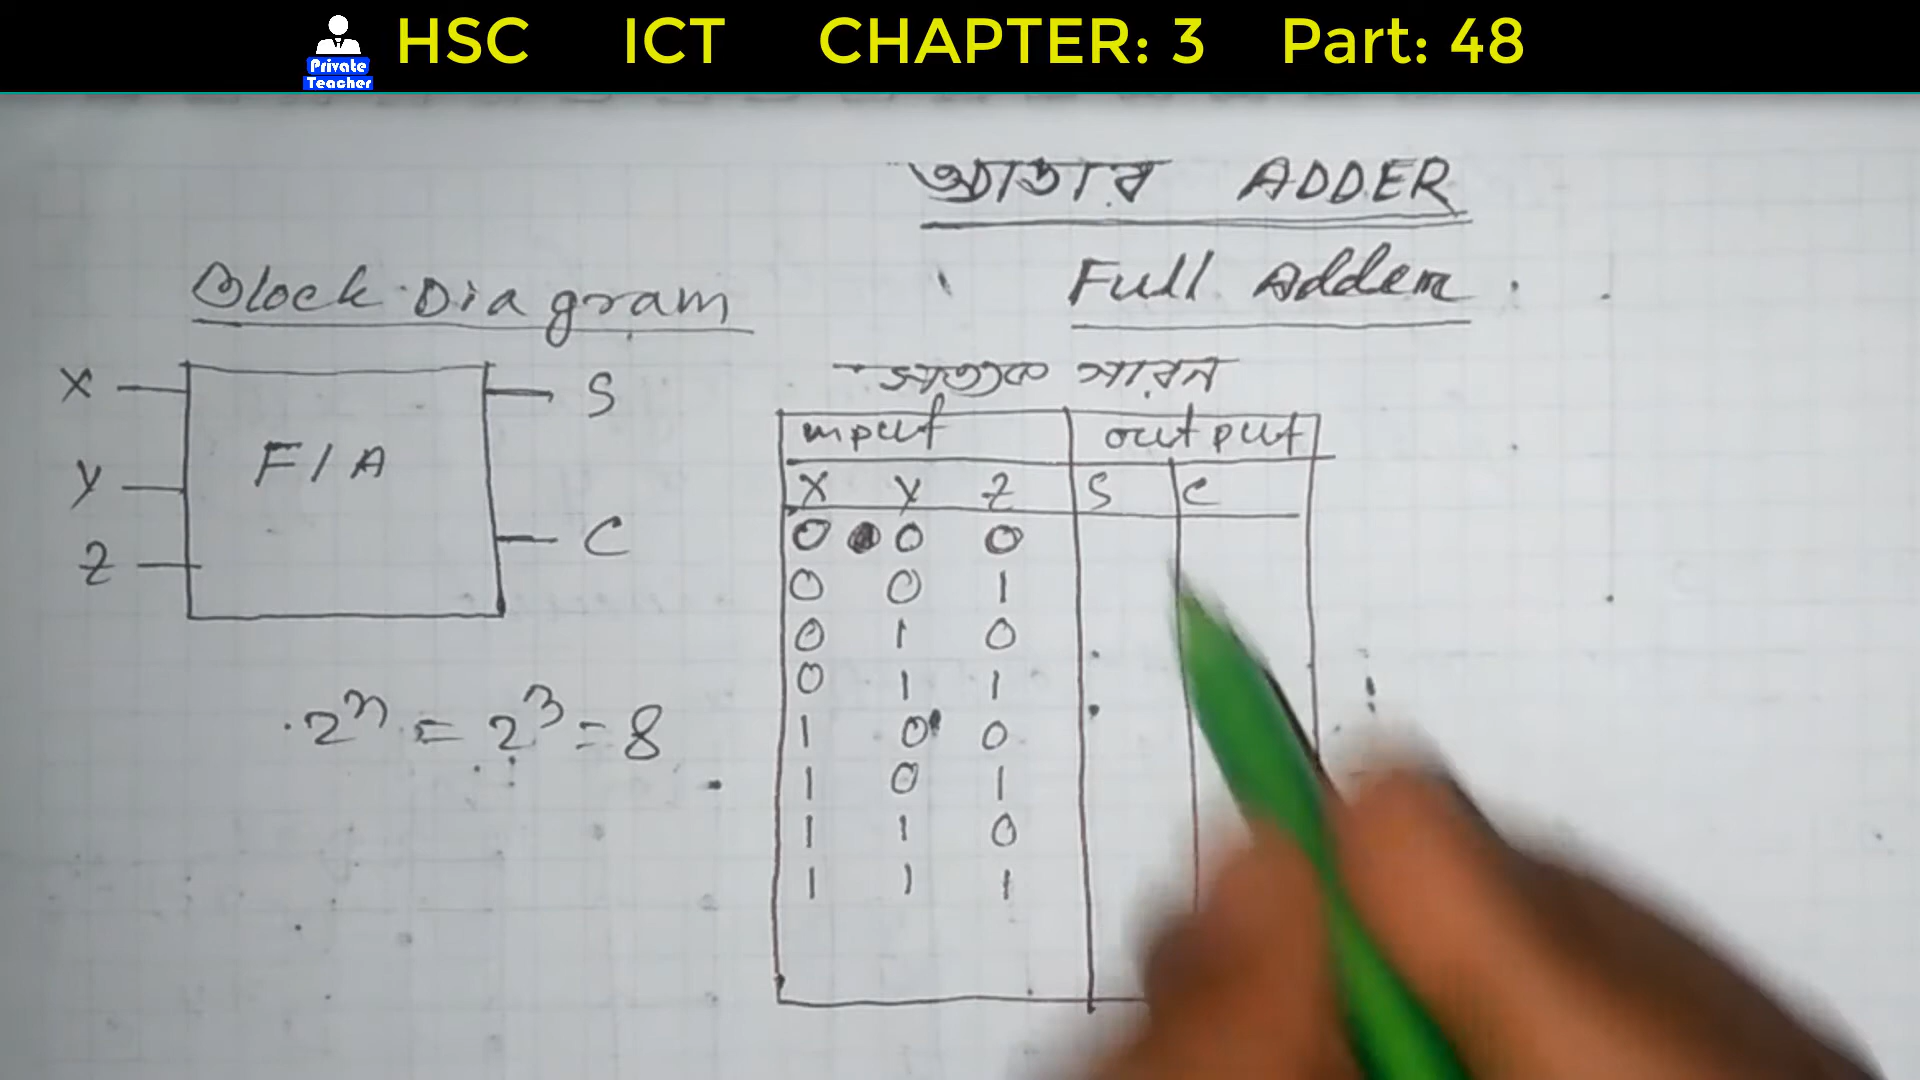 HSC ICT CHAPTER: 3 Part: 48
Private
Teacher
অ্যাডার ADDER
Full Adder
Block Diagram
X S
F/A
Y
C
Z
2ⁿ = 2³ = 8
সত্যক সারনি
input output
X Y Z S C
0 0 0
0 0 1
0 1 0
0 1 1
1 0 0
1 0 1
1 1 0
1 1 1